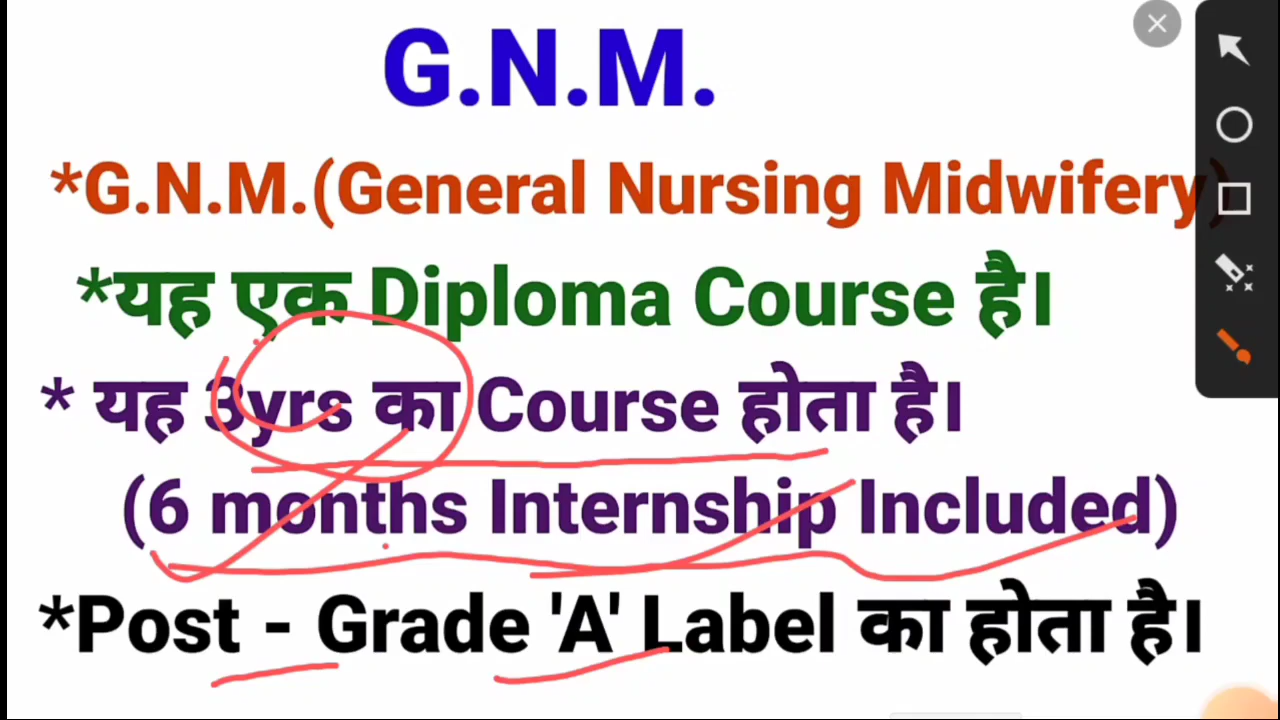 G.N.M.
*G.N.M.(General Nursing Midwifery)
*यह एक Diploma Course है।
* यह 3yrs का Course होता है।
(6 months Internship Included)
*Post - Grade 'A' Label का होता है।